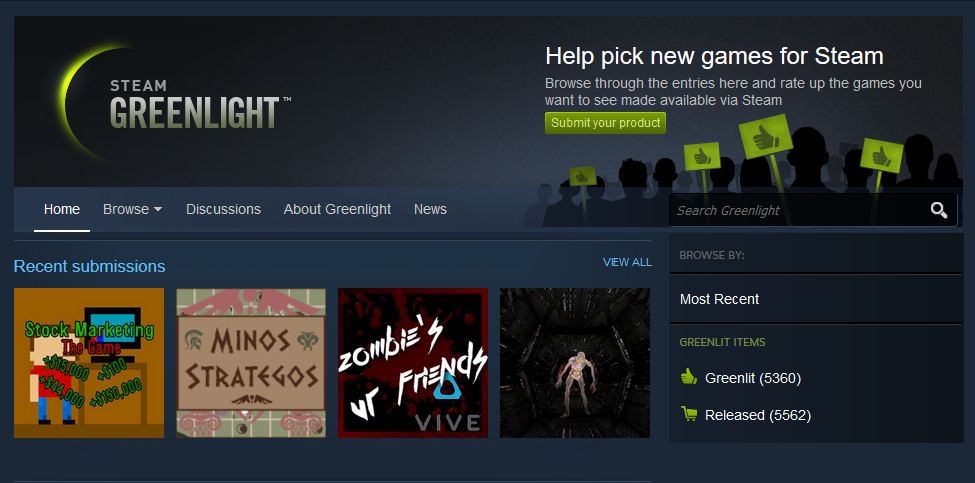 STEAM
GREENLIGHT™
Help pick new games for Steam
Browse through the entries here and rate up the games you
want to see made available via Steam
Submit your product
Home
Browse
Discussions
About Greenlight
News
Search Greenlight
Recent submissions
VIEW ALL
Stock Marketing
The Game
+$15,000
+$100
+$44,000
+$150,000
MINOS
STRATEGOS
zombie's
vr FriENds
VIVE
BROWSE BY:
Most Recent
GREENLIT ITEMS
Greenlit (5360)
Released (5562)